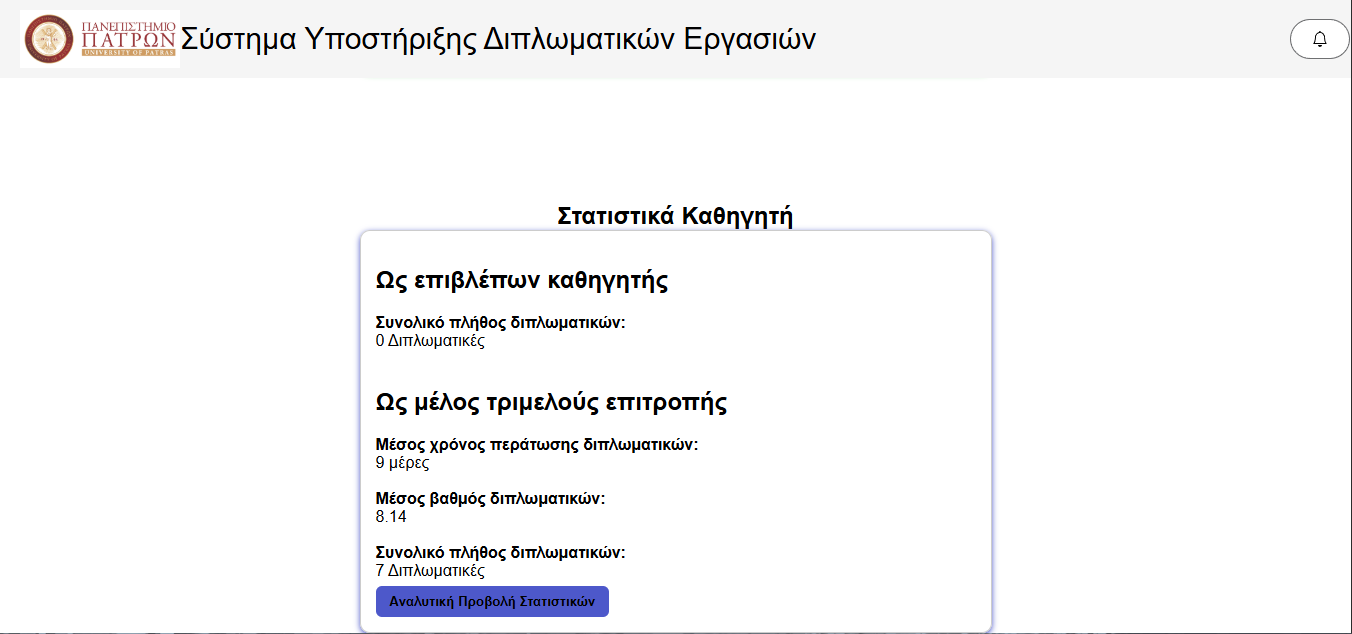 ΠΑΝΕΠΙΣΤΗΜΙΟ
ΠΑΤΡΩΝ
UNIVERSITY OF PATRAS
Σύστημα Υποστήριξης Διπλωματικών Εργασιών
Στατιστικά Καθηγητή
Ως επιβλέπων καθηγητής
Συνολικό πλήθος διπλωματικών:
0 Διπλωματικές
Ως μέλος τριμελούς επιτροπής
Μέσος χρόνος περάτωσης διπλωματικών:
9 μέρες
Μέσος βαθμός διπλωματικών:
8.14
Συνολικό πλήθος διπλωματικών:
7 Διπλωματικές
Αναλυτική Προβολή Στατιστικών